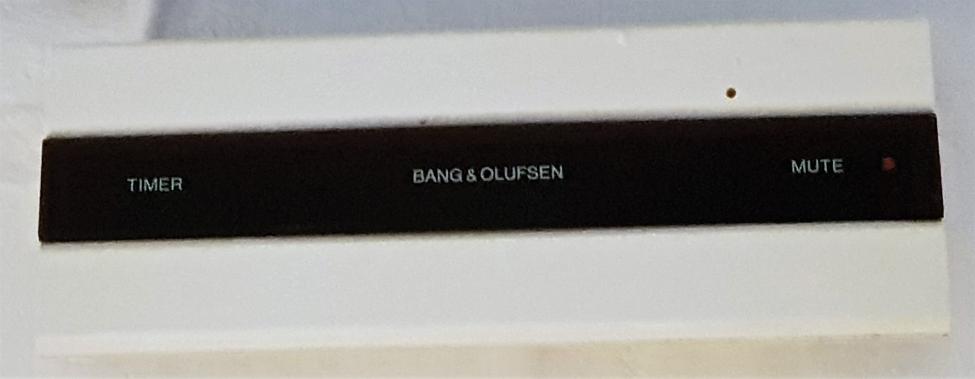 TIMER BANG & OLUFSEN MUTE